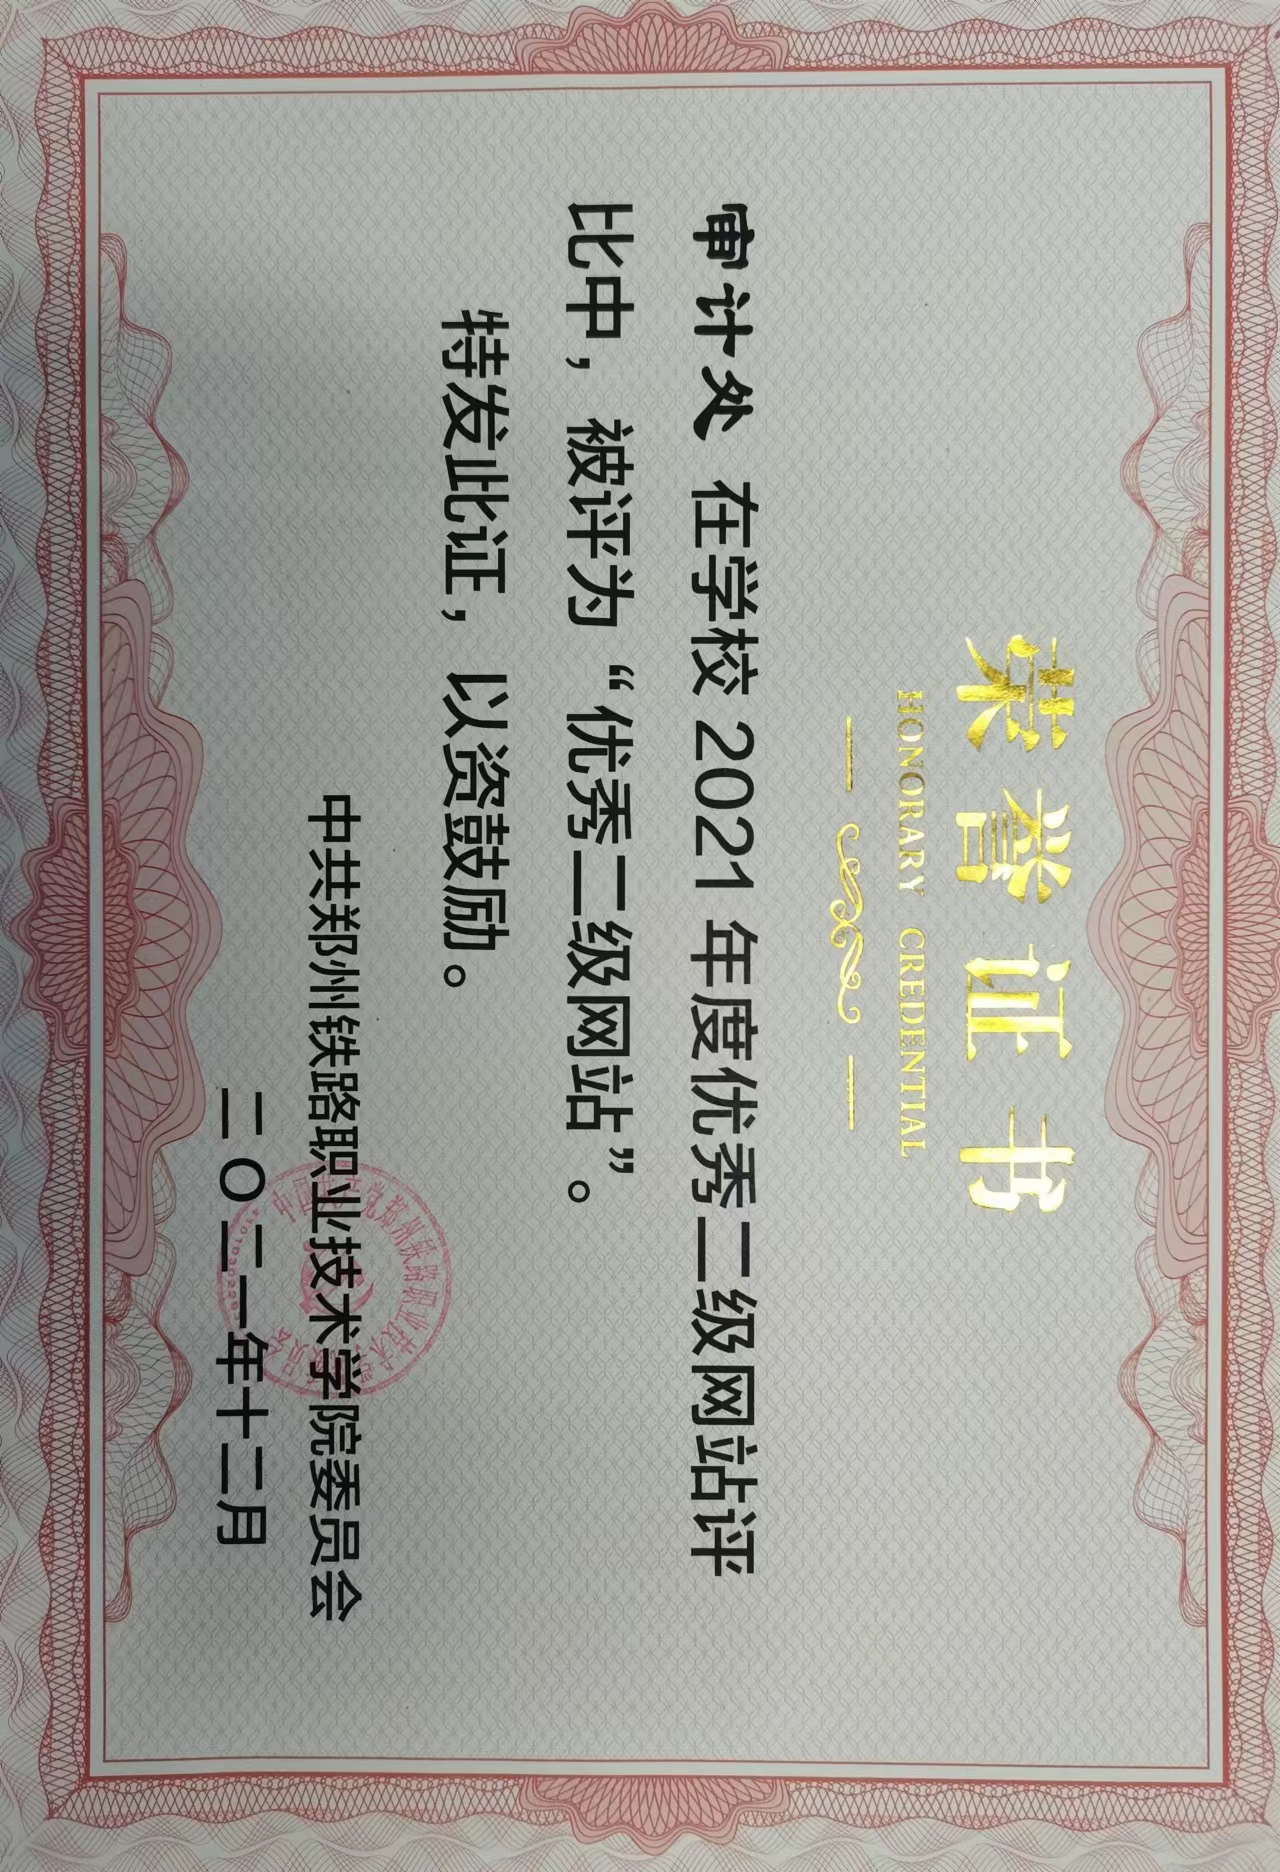 荣誉证书
HONORARY CREDENTIAL
审计处 在学校 2021 年度优秀二级网站评
比中，被评为“优秀二级网站”。
特发此证，以资鼓励。
中共郑州铁路职业技术学院委员会
二〇二一年十二月